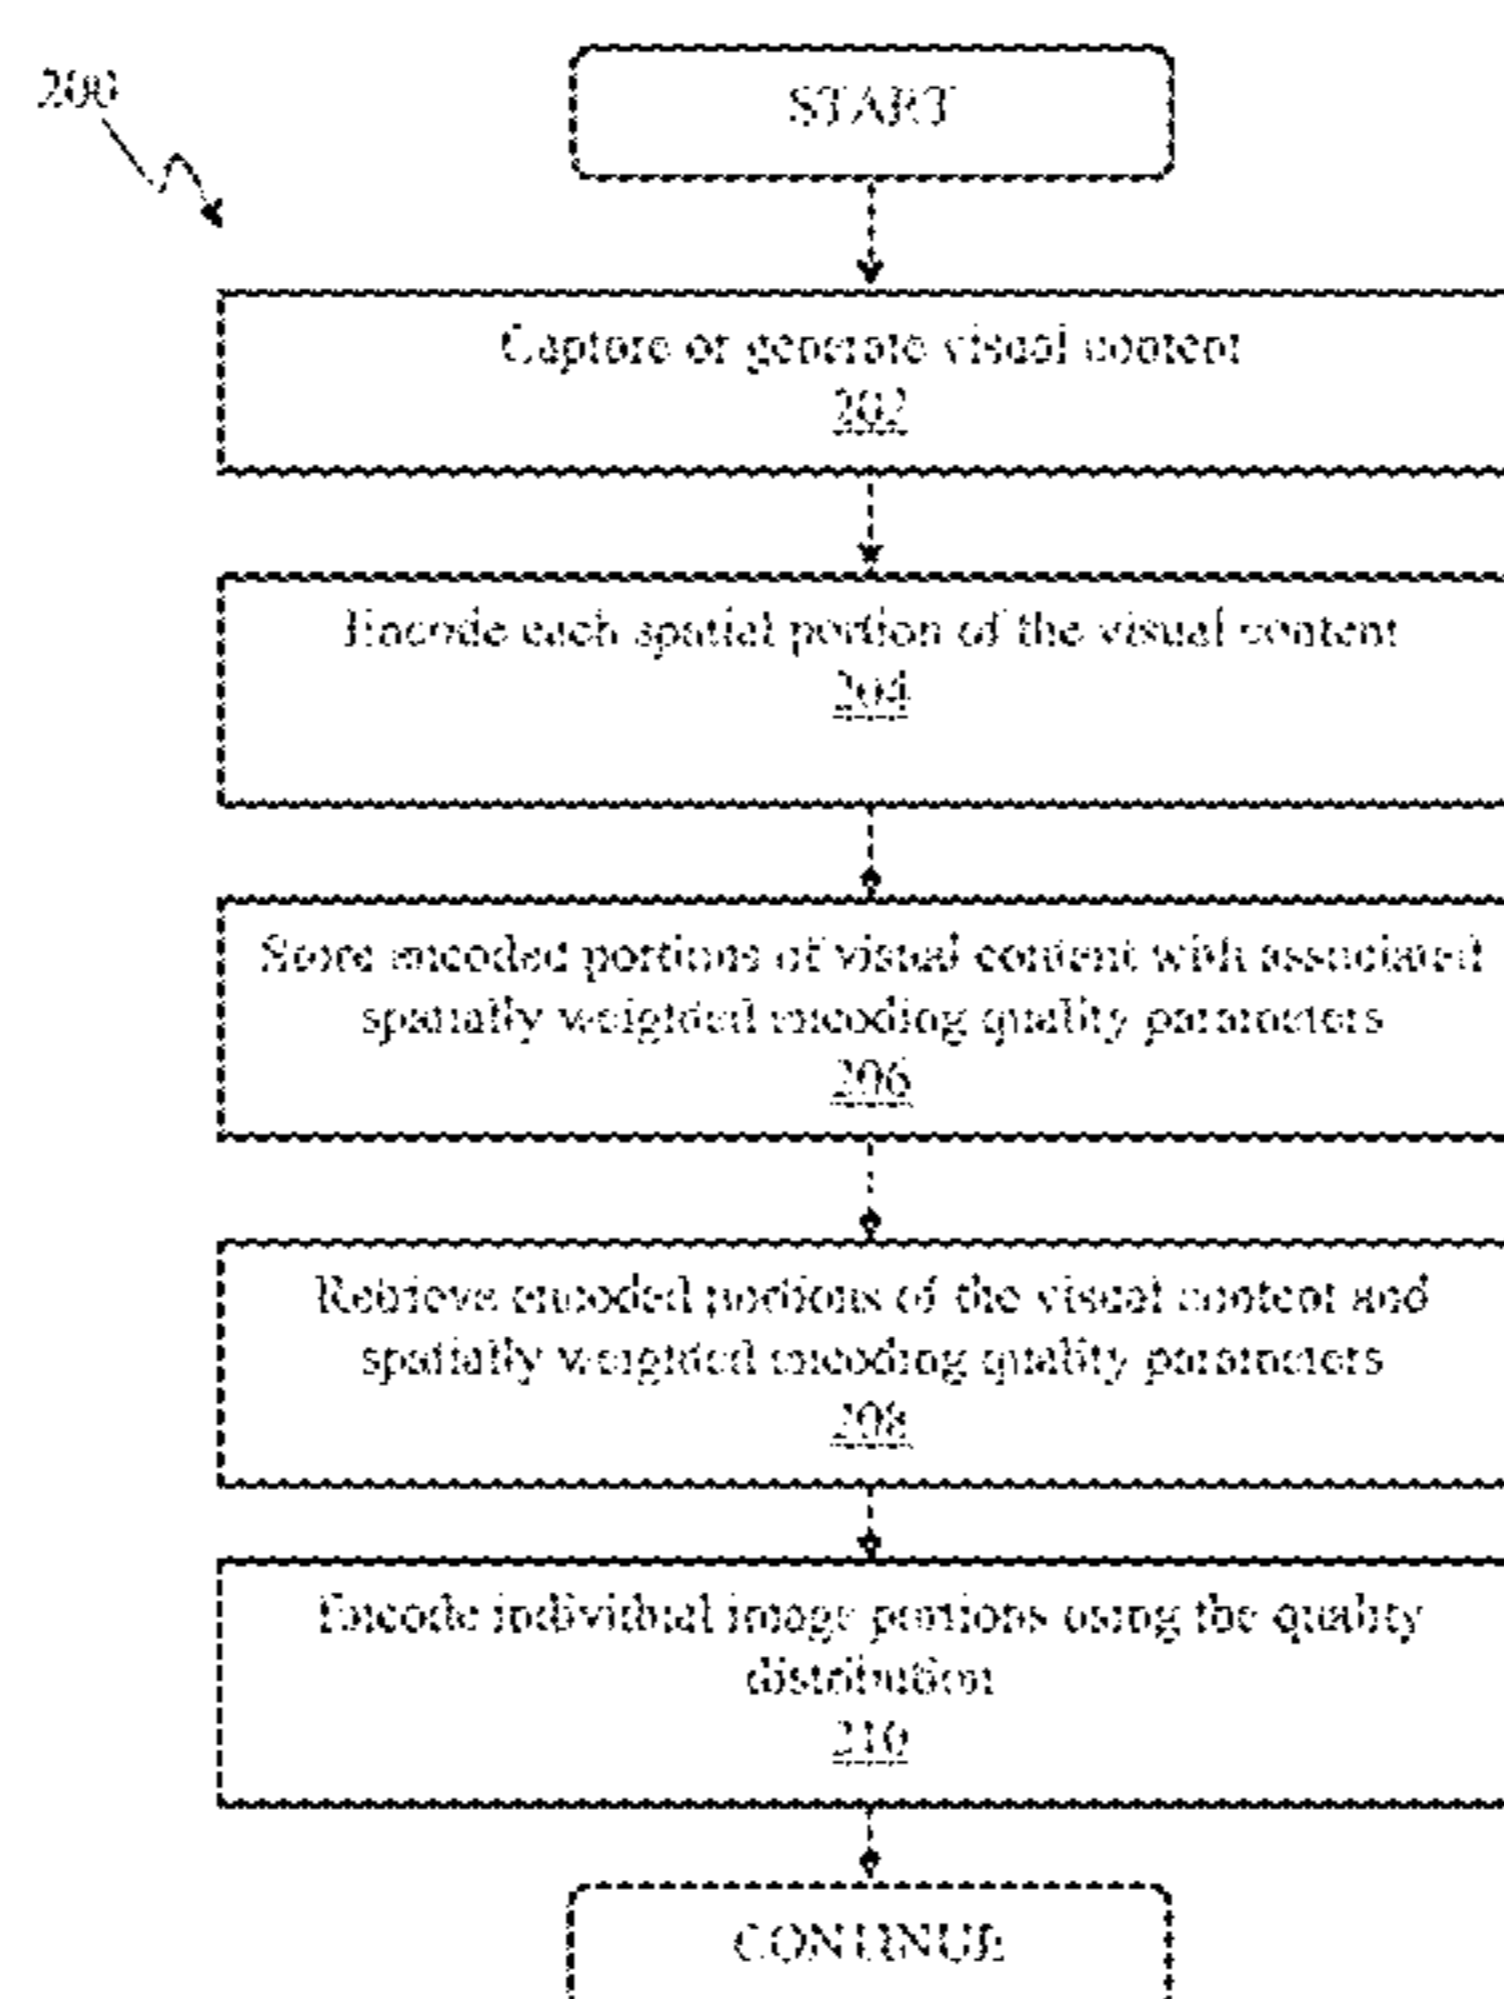 200
START
Capture or generate visual content
202
Encode each spatial portion of the visual content
204
Store encoded portions of visual content with associated
spatially weighted encoding quality parameters
206
Retrieve encoded portions of the visual content and
spatially weighted encoding quality parameters
208
Encode individual image portions using the quality
distribution
210
CONTINUE